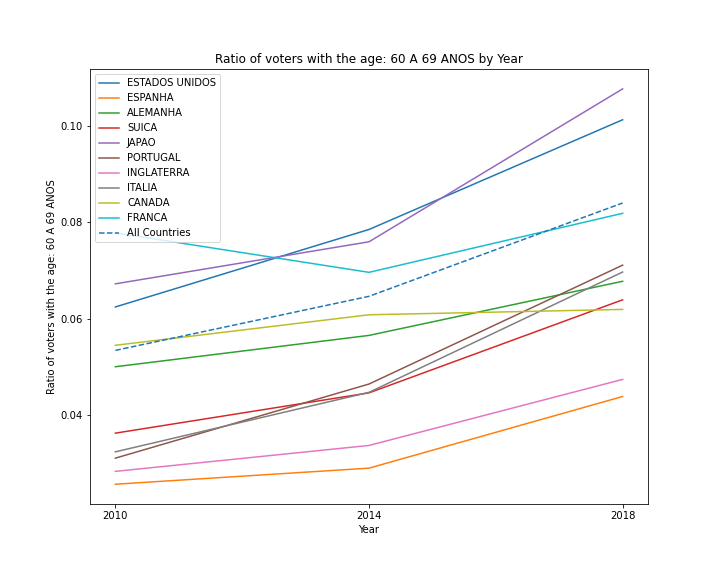 Ratio of voters with the age: 60 A 69 ANOS by Year
ESTADOS UNIDOS
ESPANHA
ALEMANHA
SUICA
JAPAO
PORTUGAL
INGLATERRA
ITALIA
CANADA
FRANCA
All Countries
Ratio of voters with the age: 60 A 69 ANOS
0.10
0.08
0.06
0.04
2010
2014
2018
Year